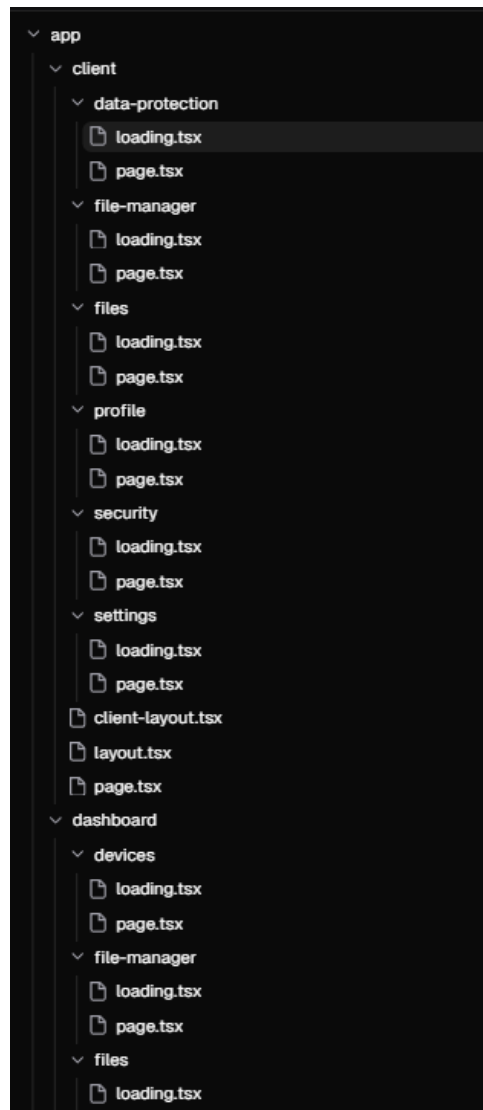 app
client
data-protection
loading.tsx
page.tsx
file-manager
loading.tsx
page.tsx
files
loading.tsx
page.tsx
profile
loading.tsx
page.tsx
security
loading.tsx
page.tsx
settings
loading.tsx
page.tsx
client-layout.tsx
layout.tsx
page.tsx
dashboard
devices
loading.tsx
page.tsx
file-manager
loading.tsx
page.tsx
files
loading.tsx